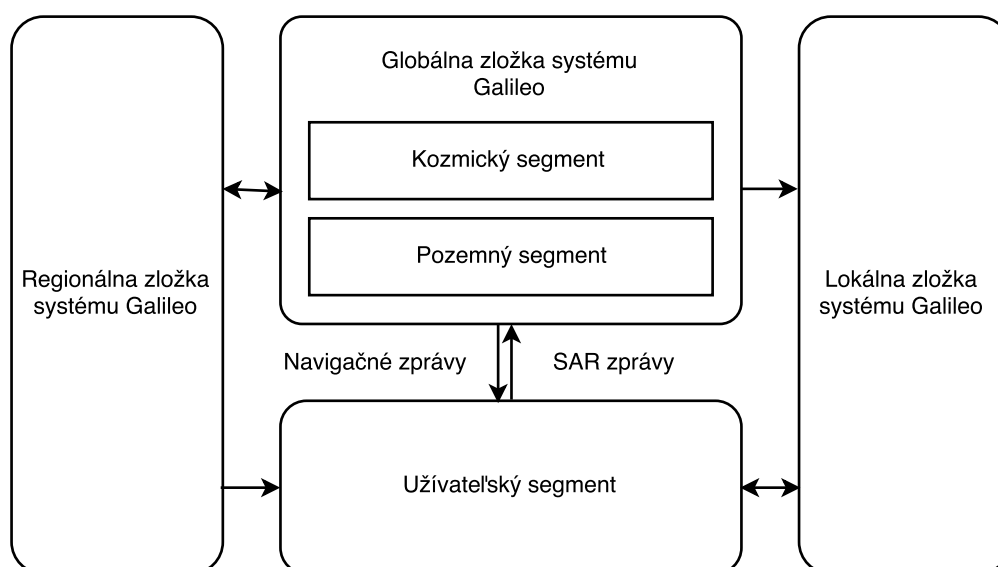 Globálna zložka systému
Galileo
Kozmický segment
Pozemný segment
Regionálna zložka
systému Galileo
Lokálna zložka
systému Galileo
Navigačné zprávy
SAR zprávy
Užívateľský segment